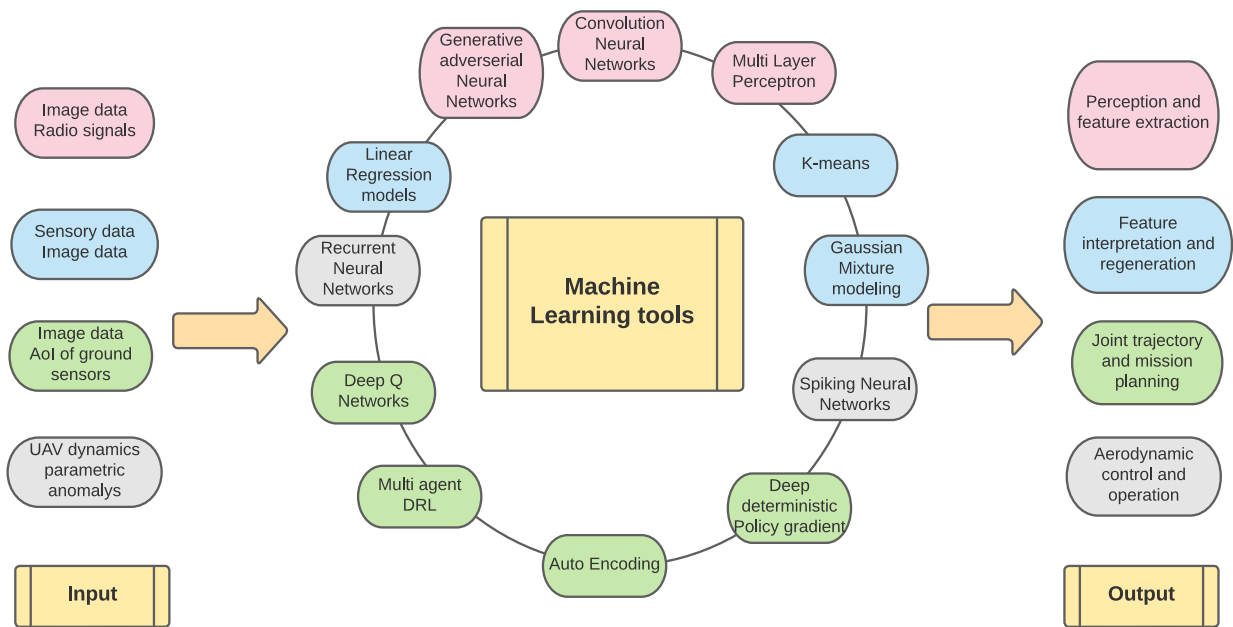 Image data
Radio signals
Sensory data
Image data
Image data
AoI of ground
sensors
UAV dynamics
parametric
anomalys
Input
Generative
adverserial
Neural
Networks
Convolution
Neural
Networks
Multi Layer
Perceptron
Linear
Regression
models
K-means
Recurrent
Neural
Networks
Gaussian
Mixture
modeling
Machine
Learning tools
Deep Q
Networks
Spiking Neural
Networks
Multi agent
DRL
Deep
deterministic
Policy gradient
Auto Encoding
Perception and
feature extraction
Feature
interpretation and
regeneration
Joint trajectory
and mission
planning
Aerodynamic
control and
operation
Output